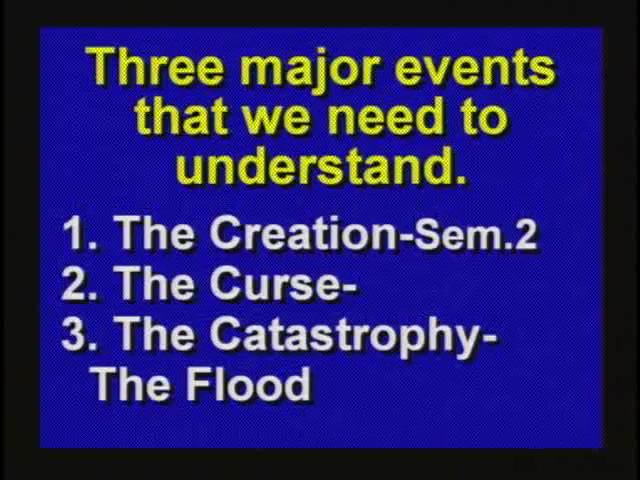 Three major events
that we need to
understand.
1. The Creation-Sem.2
2. The Curse-
3. The Catastrophy-
The Flood